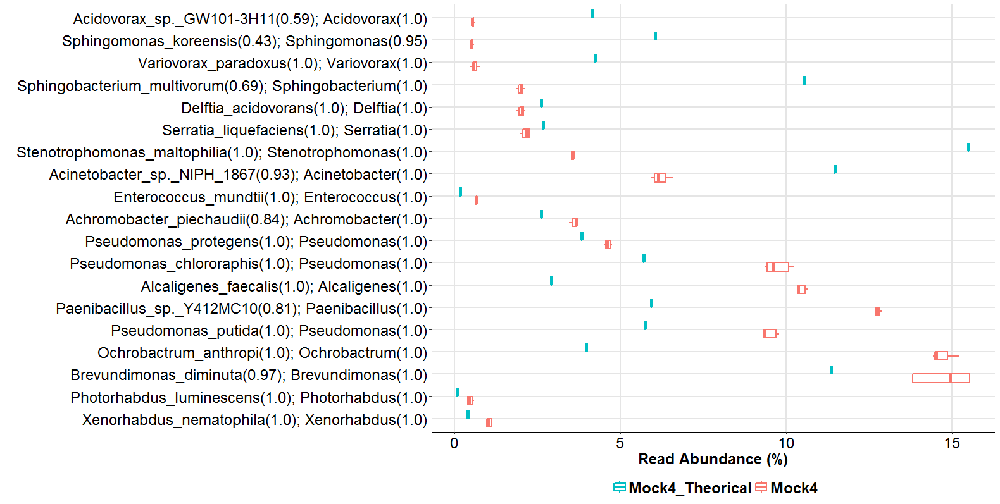 Acidovorax_sp._GW101-3H11(0.59); Acidovorax(1.0)
Sphingomonas_koreensis(0.43); Sphingomonas(0.95)
Variovorax_paradoxus(1.0); Variovorax(1.0)
Sphingobacterium_multivorum(0.69); Sphingobacterium(1.0)
Delftia_acidovorans(1.0); Delftia(1.0)
Serratia_liquefaciens(1.0); Serratia(1.0)
Stenotrophomonas_maltophilia(1.0); Stenotrophomonas(1.0)
Acinetobacter_sp._NIPH_1867(0.93); Acinetobacter(1.0)
Enterococcus_mundtii(1.0); Enterococcus(1.0)
Achromobacter_piechaudii(0.84); Achromobacter(1.0)
Pseudomonas_protegens(1.0); Pseudomonas(1.0)
Pseudomonas_chlororaphis(1.0); Pseudomonas(1.0)
Alcaligenes_faecalis(1.0); Alcaligenes(1.0)
Paenibacillus_sp._Y412MC10(0.81); Paenibacillus(1.0)
Pseudomonas_putida(1.0); Pseudomonas(1.0)
Ochrobactrum_anthropi(1.0); Ochrobactrum(1.0)
Brevundimonas_diminuta(0.97); Brevundimonas(1.0)
Photorhabdus_luminescens(1.0); Photorhabdus(1.0)
Xenorhabdus_nematophila(1.0); Xenorhabdus(1.0)
0 5 10 15
Read Abundance (%)
Mock4_Theorical Mock4